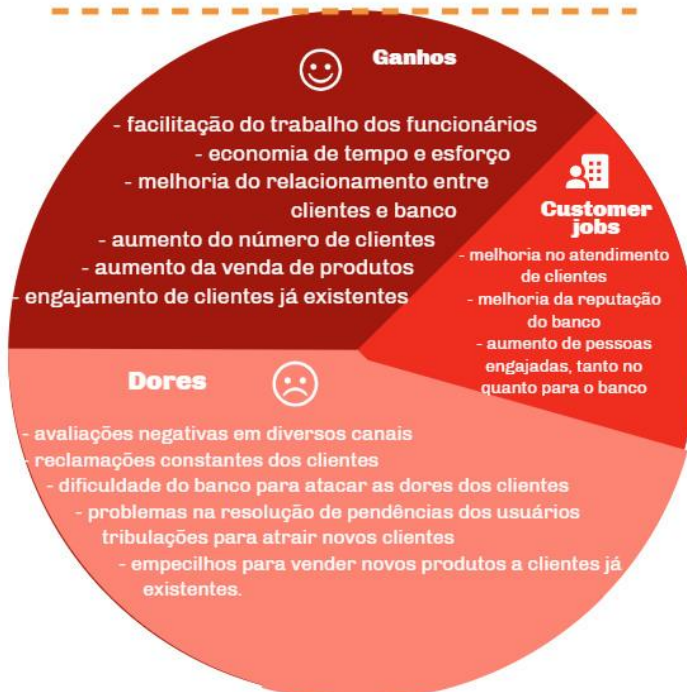 Ganhos
- facilitação do trabalho dos funcionários
- economia de tempo e esforço
- melhoria do relacionamento entre
clientes e banco
- aumento do número de clientes
- aumento da venda de produtos
- engajamento de clientes já existentes
Customer
jobs
- melhoria no atendimento
de clientes
- melhoria da reputação
do banco
- aumento de pessoas
engajadas, tanto no
quanto para o banco
Dores
- avaliações negativas em diversos canais
- reclamações constantes dos clientes
- dificuldade do banco para atacar as dores dos clientes
- problemas na resolução de pendências dos usuários
tribulações para atrair novos clientes
- empecilhos para vender novos produtos a clientes já
existentes.